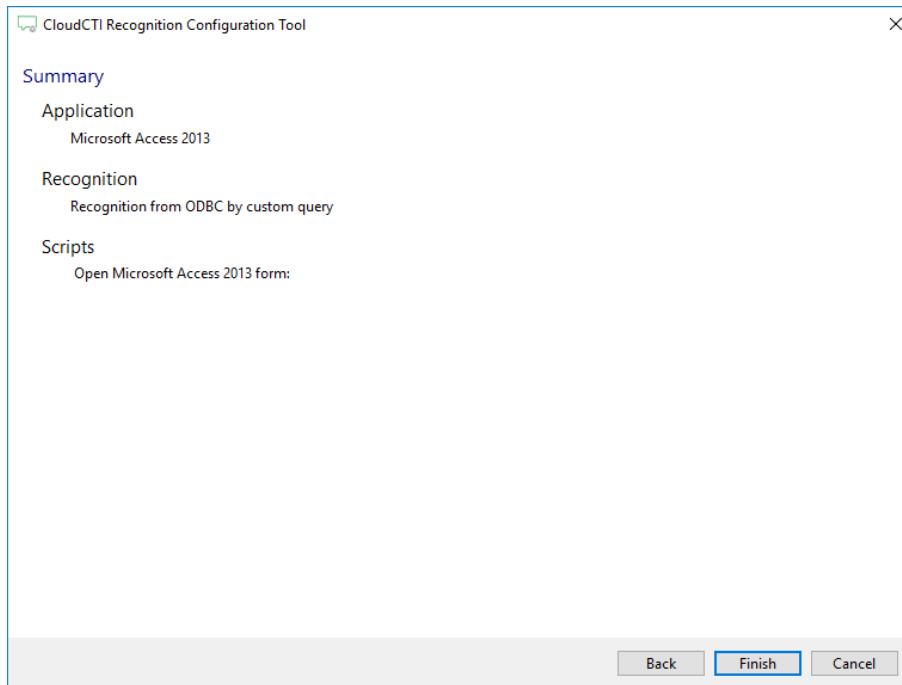 CloudCTI Recognition Configuration Tool
Summary
Application
Microsoft Access 2013
Recognition
Recognition from ODBC by custom query
Scripts
Open Microsoft Access 2013 form:
Back Finish Cancel